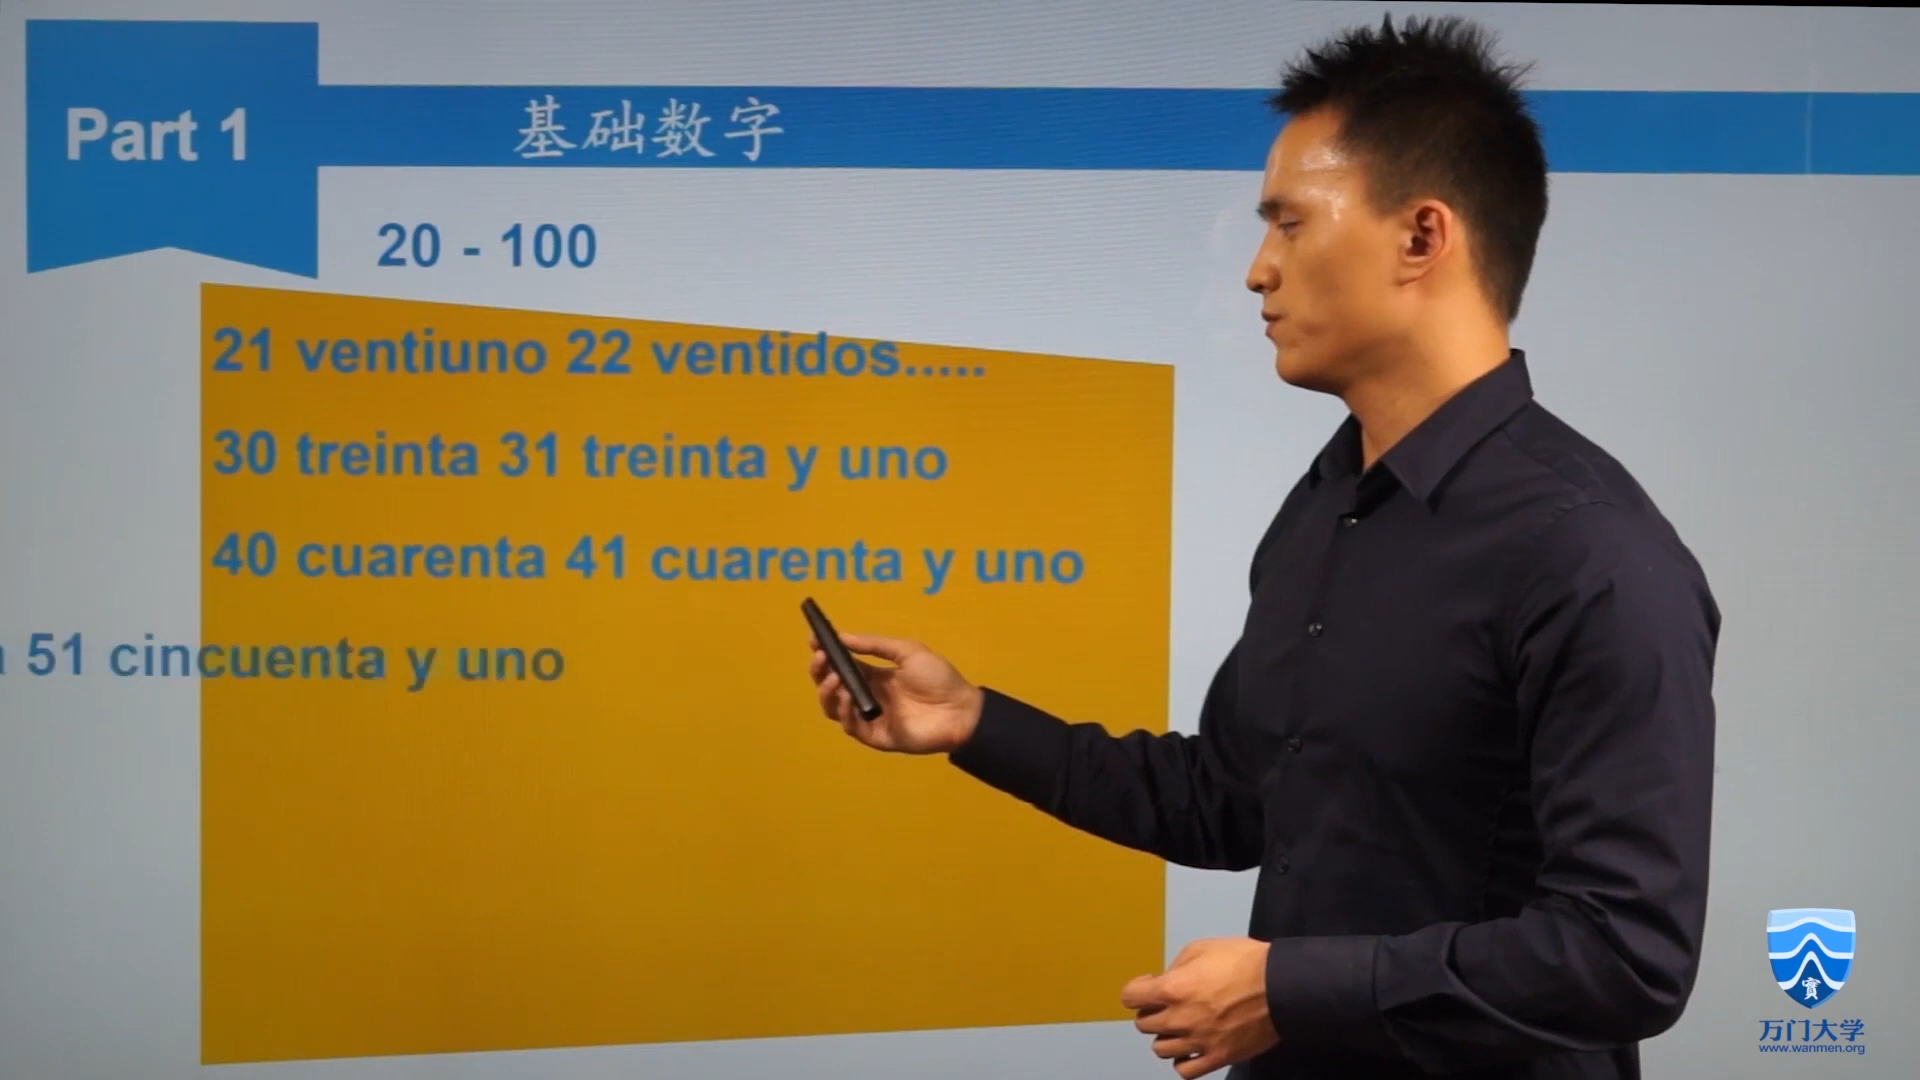 Part 1
基础数字
20 - 100
21 ventiuno 22 ventidos.....
30 treinta 31 treinta y uno
40 cuarenta 41 cuarenta y uno
51 cincuenta y uno
万门大学
www.wanmen.org